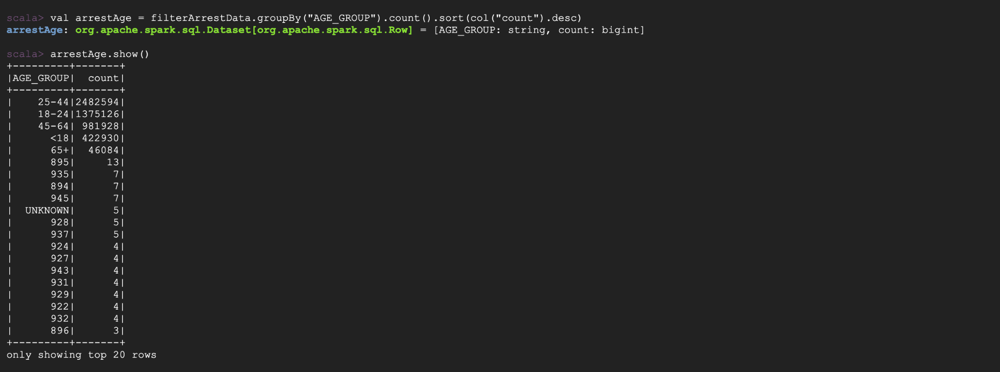 scala> val arrestAge = filterArrestData.groupBy("AGE_GROUP").count().sort(col("count").desc)
arrestAge: org.apache.spark.sql.Dataset[org.apache.spark.sql.Row] = [AGE_GROUP: string, count: bigint]

scala> arrestAge.show()
+---------+-------+
|AGE_GROUP|  count|
+---------+-------+
|    25-44|2482594|
|    18-24|1375126|
|    45-64| 981928|
|      <18| 422930|
|      65+|  46084|
|      895|     13|
|      935|      7|
|      894|      7|
|      945|      7|
|  UNKNOWN|      5|
|      928|      5|
|      937|      5|
|      924|      4|
|      927|      4|
|      943|      4|
|      931|      4|
|      929|      4|
|      922|      4|
|      932|      4|
|      896|      3|
+---------+-------+
only showing top 20 rows